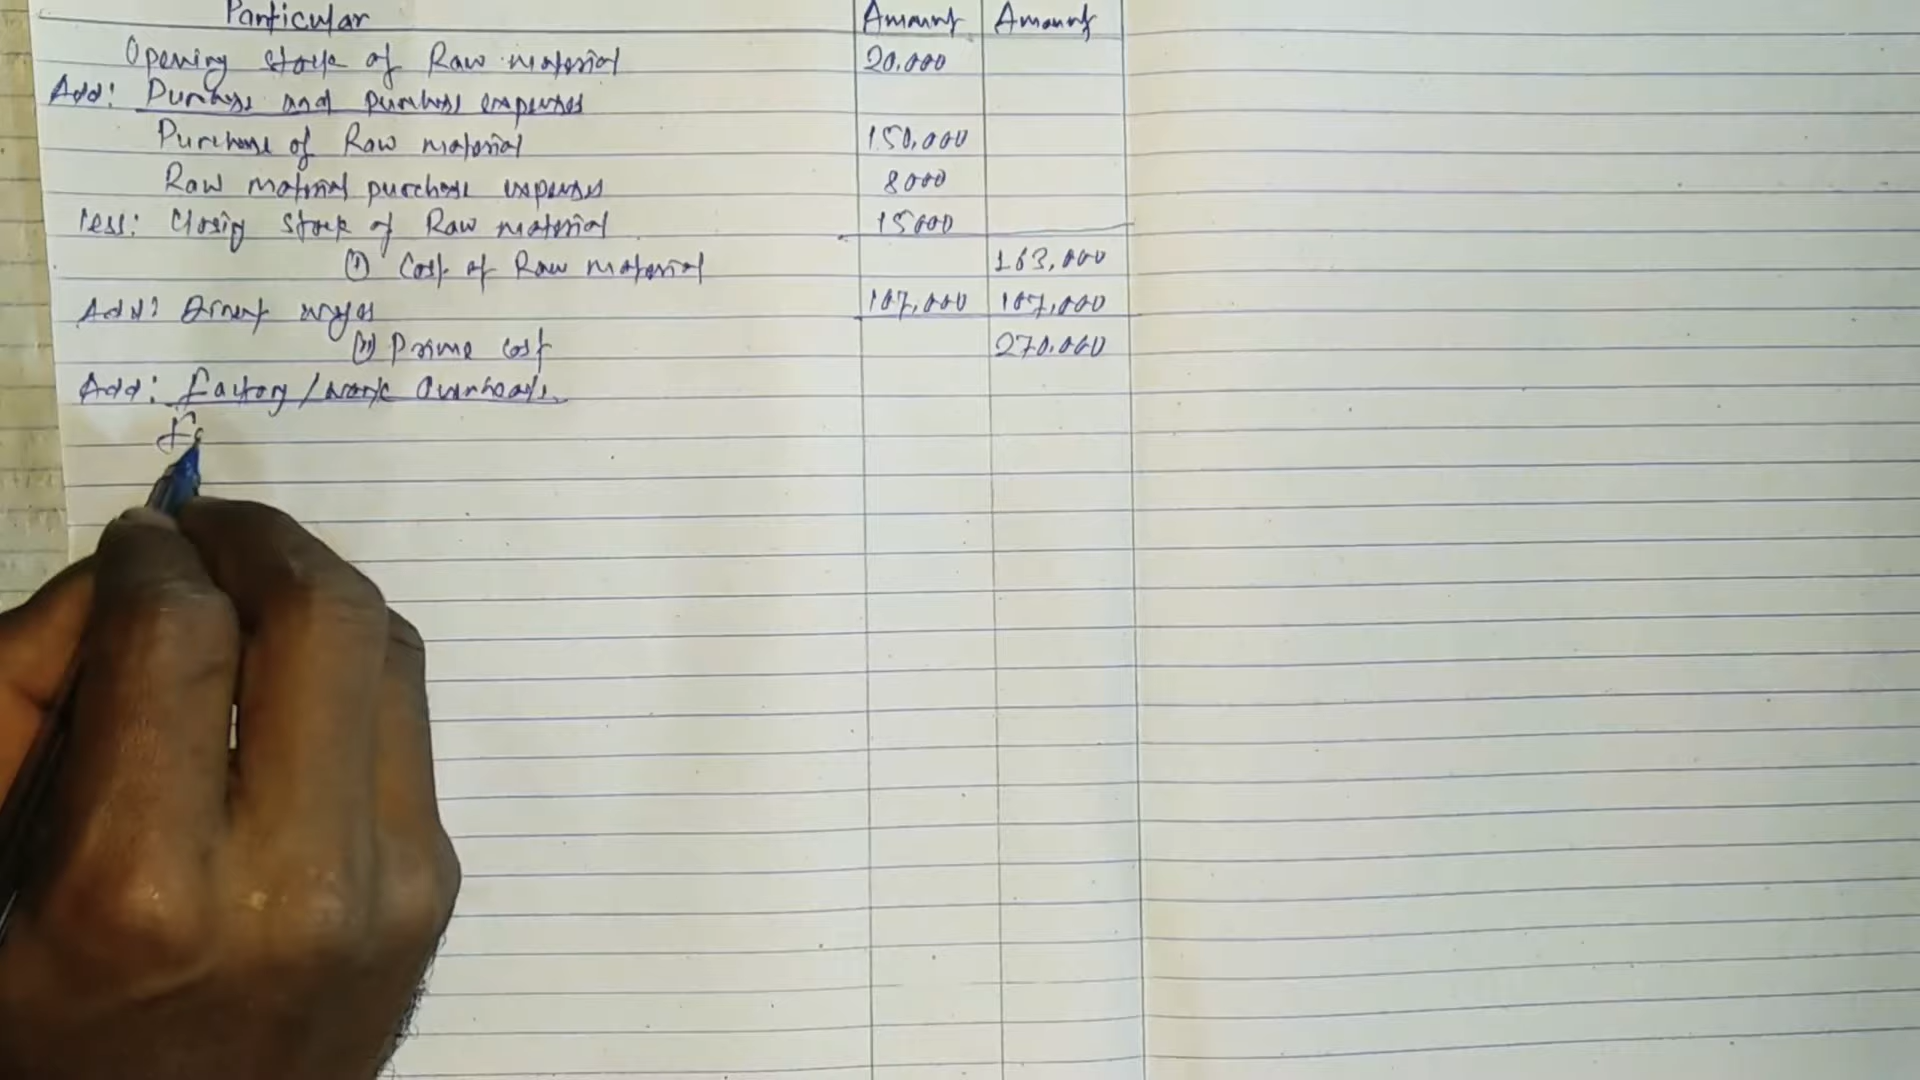 Particular Amount Amount
Opening stock of Raw material 20,000
Add: Purchase and purchase expenses
Purchase of Raw material 150,000
Raw material purchase expenses 8000
less: Closig stock of Raw material 15000
(i) Cost of Raw material 163,000
Add: Direct wages 107,000 107,000
(ii) Prime cost 270,000
Add: factory/work Overheads.
fa